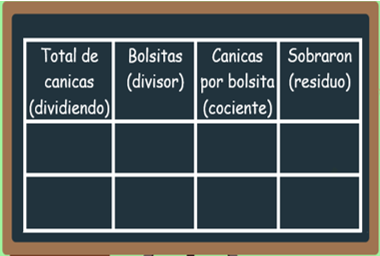 Total de
canicas
(dividiendo)
Bolsitas
(divisor)
Canicas
por bolsita
(cociente)
Sobraron
(residuo)